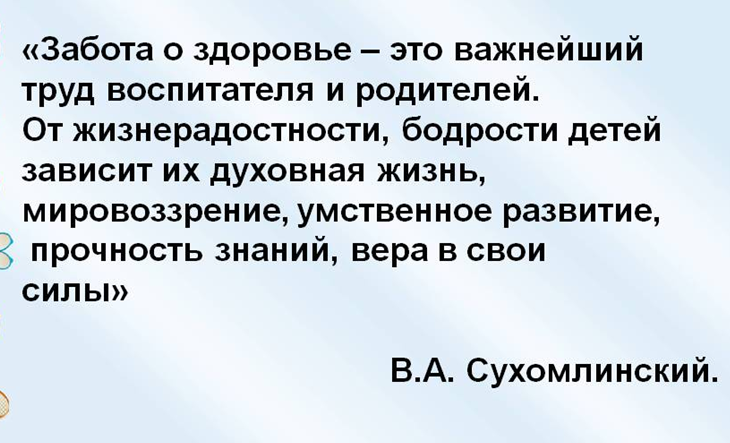 «Забота о здоровье – это важнейший
труд воспитателя и родителей.
От жизнерадостности, бодрости детей
зависит их духовная жизнь,
мировоззрение, умственное развитие,
прочность знаний, вера в свои
силы»
В.А. Сухомлинский.